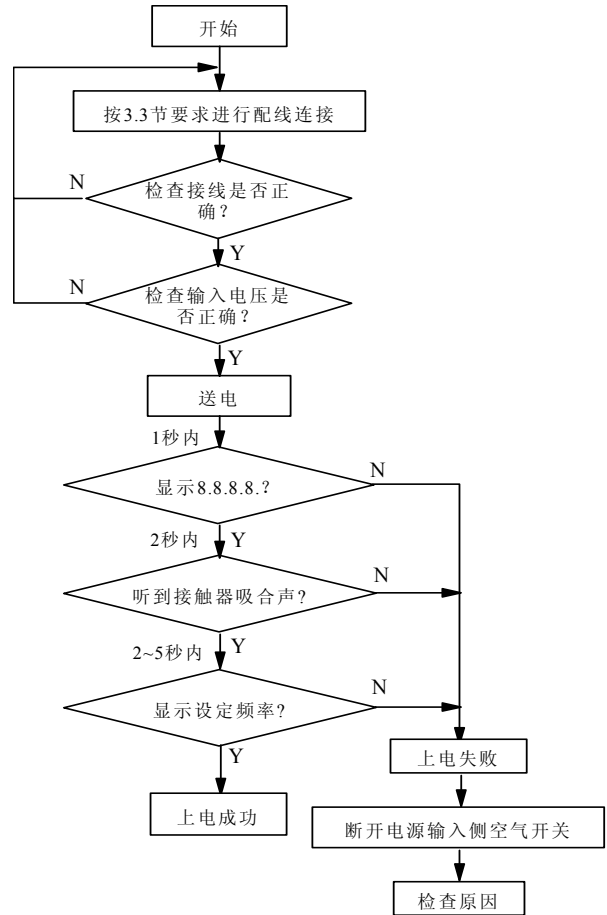 开始
按3.3节要求进行配线连接
N
检查接线是否正
确？
Y
N
检查输入电压是
否正确？
Y
送电
1秒内
N
显示8.8.8.8.？
2秒内
Y
N
听到接触器吸合声？
2~5秒内
Y
N
显示设定频率？
Y
上电失败
上电成功
断开电源输入侧空气开关
检查原因